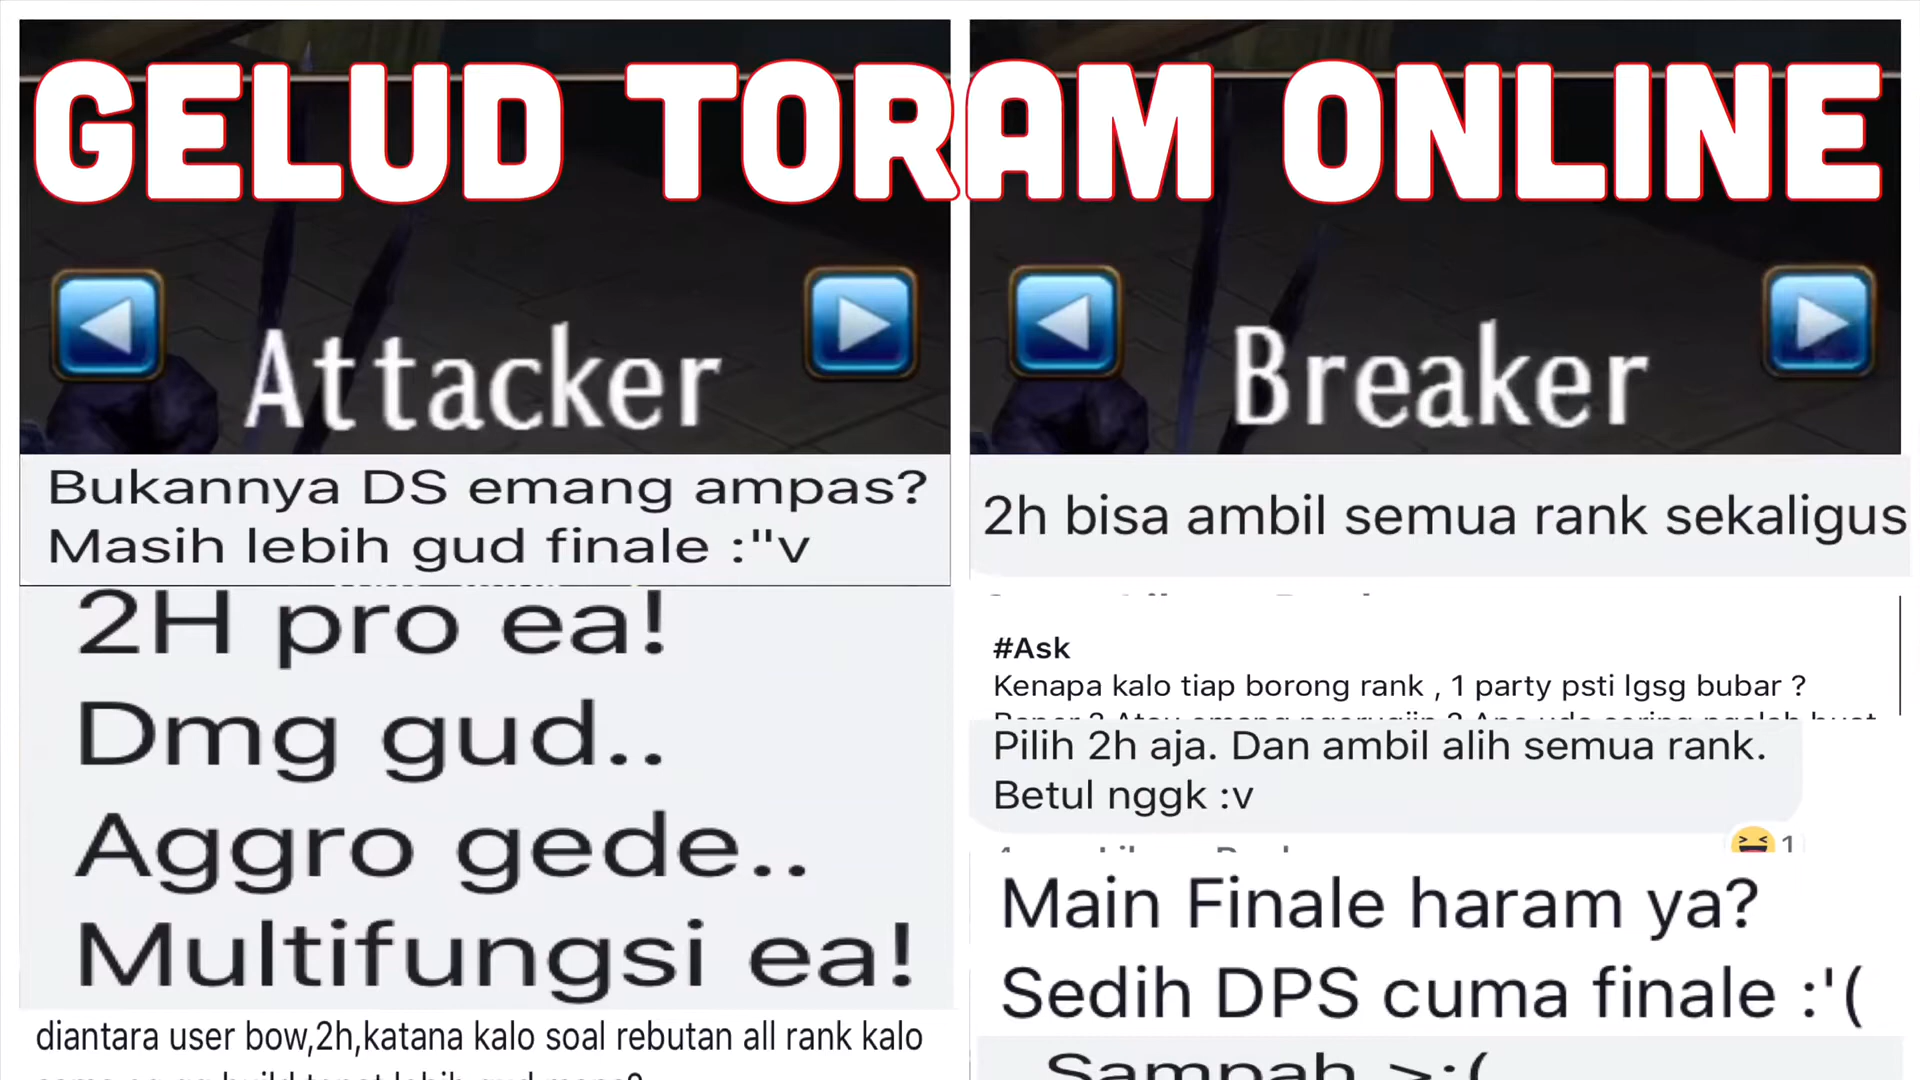 GELUD TORAM ONLINE
Attacker
Bukannya DS emang ampas?
Masih lebih gud finale :"v
2H pro ea!
Dmg gud..
Aggro gede..
Multifungsi ea!
diantara user bow,2h,katana kalo soal rebutan all rank kalo
Breaker
2h bisa ambil semua rank sekaligus
#Ask
Kenapa kalo tiap borong rank , 1 party psti lgsg bubar ?
Pilih 2h aja. Dan ambil alih semua rank.
Betul nggk :v
1
Main Finale haram ya?
Sedih DPS cuma finale :'(
Sampah >:(